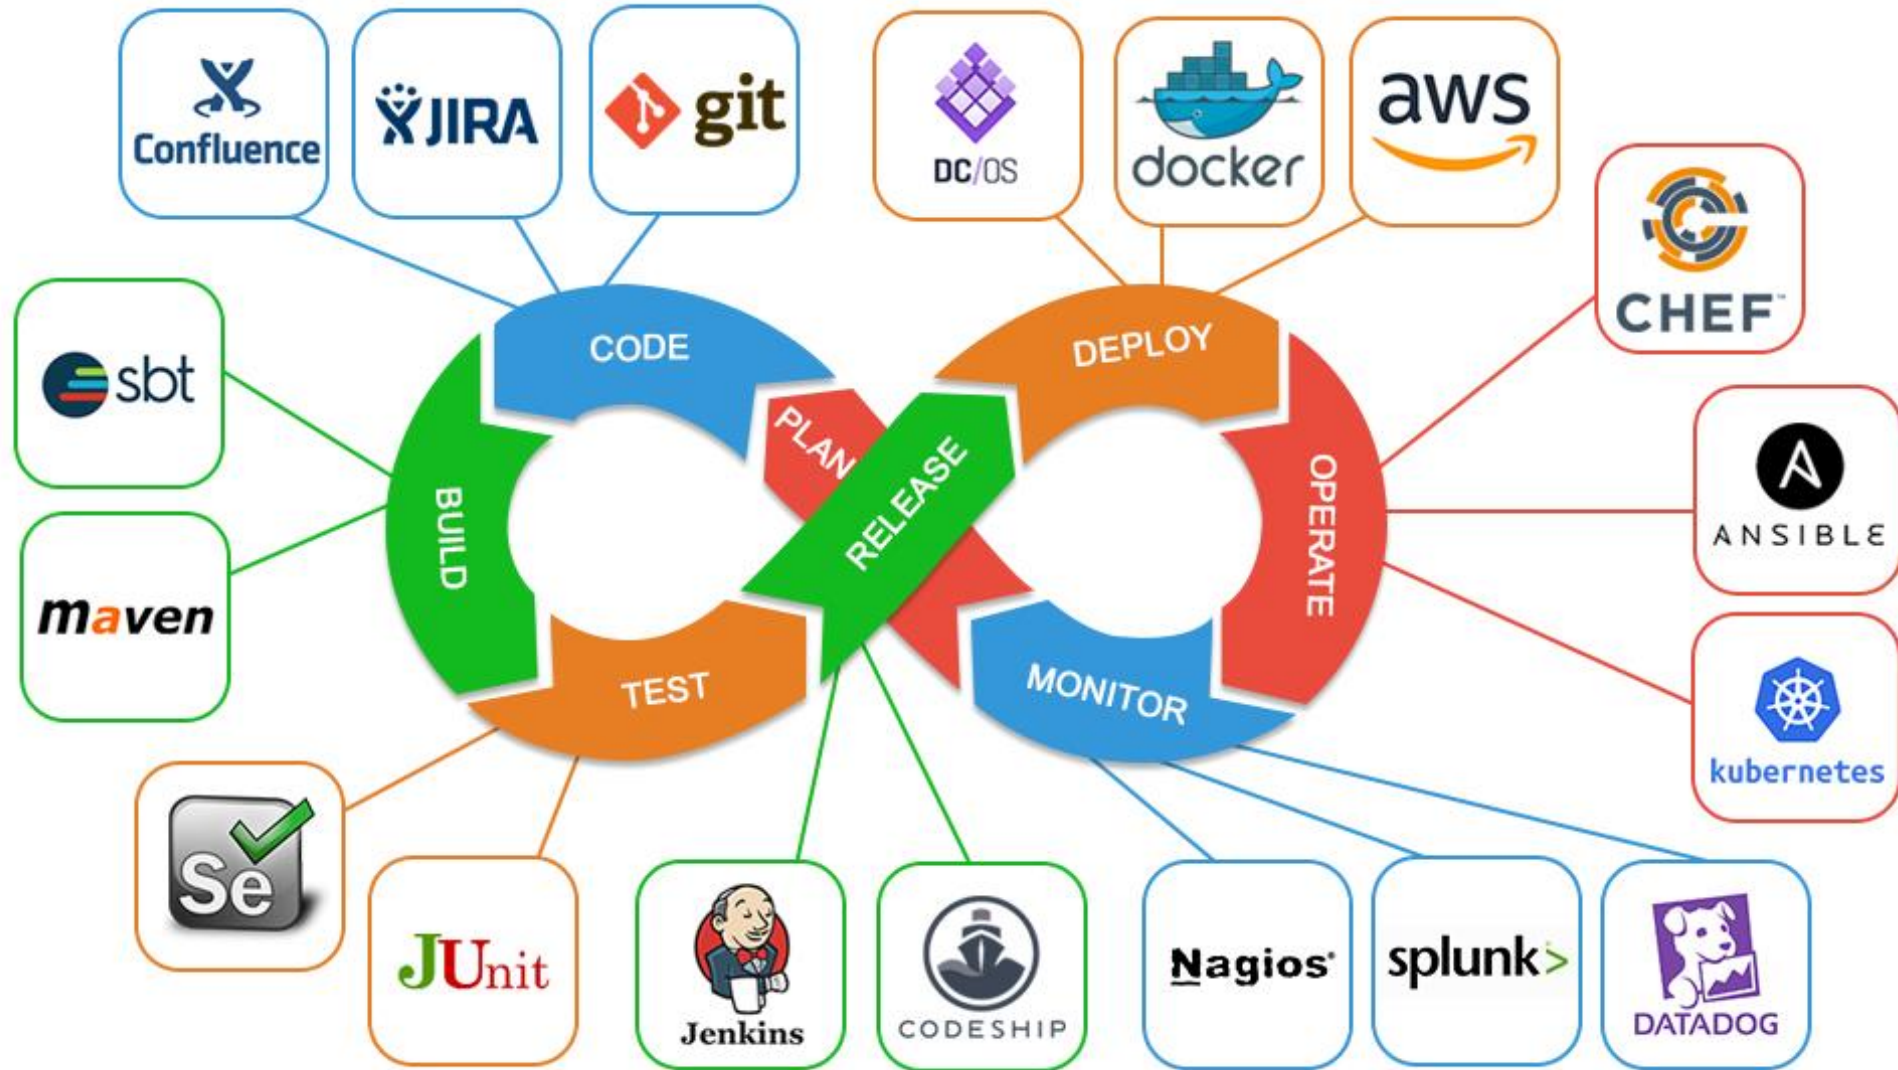 Confluence
JIRA
git
DC/OS
docker
aws
CHEF™
sbt
CODE
DEPLOY
PLAN
RELEASE
BUILD
OPERATE
ANSIBLE
maven
TEST
MONITOR
kubernetes
Se
JUnit
Jenkins
CODESHIP
Nagios®
splunk>
DATADOG